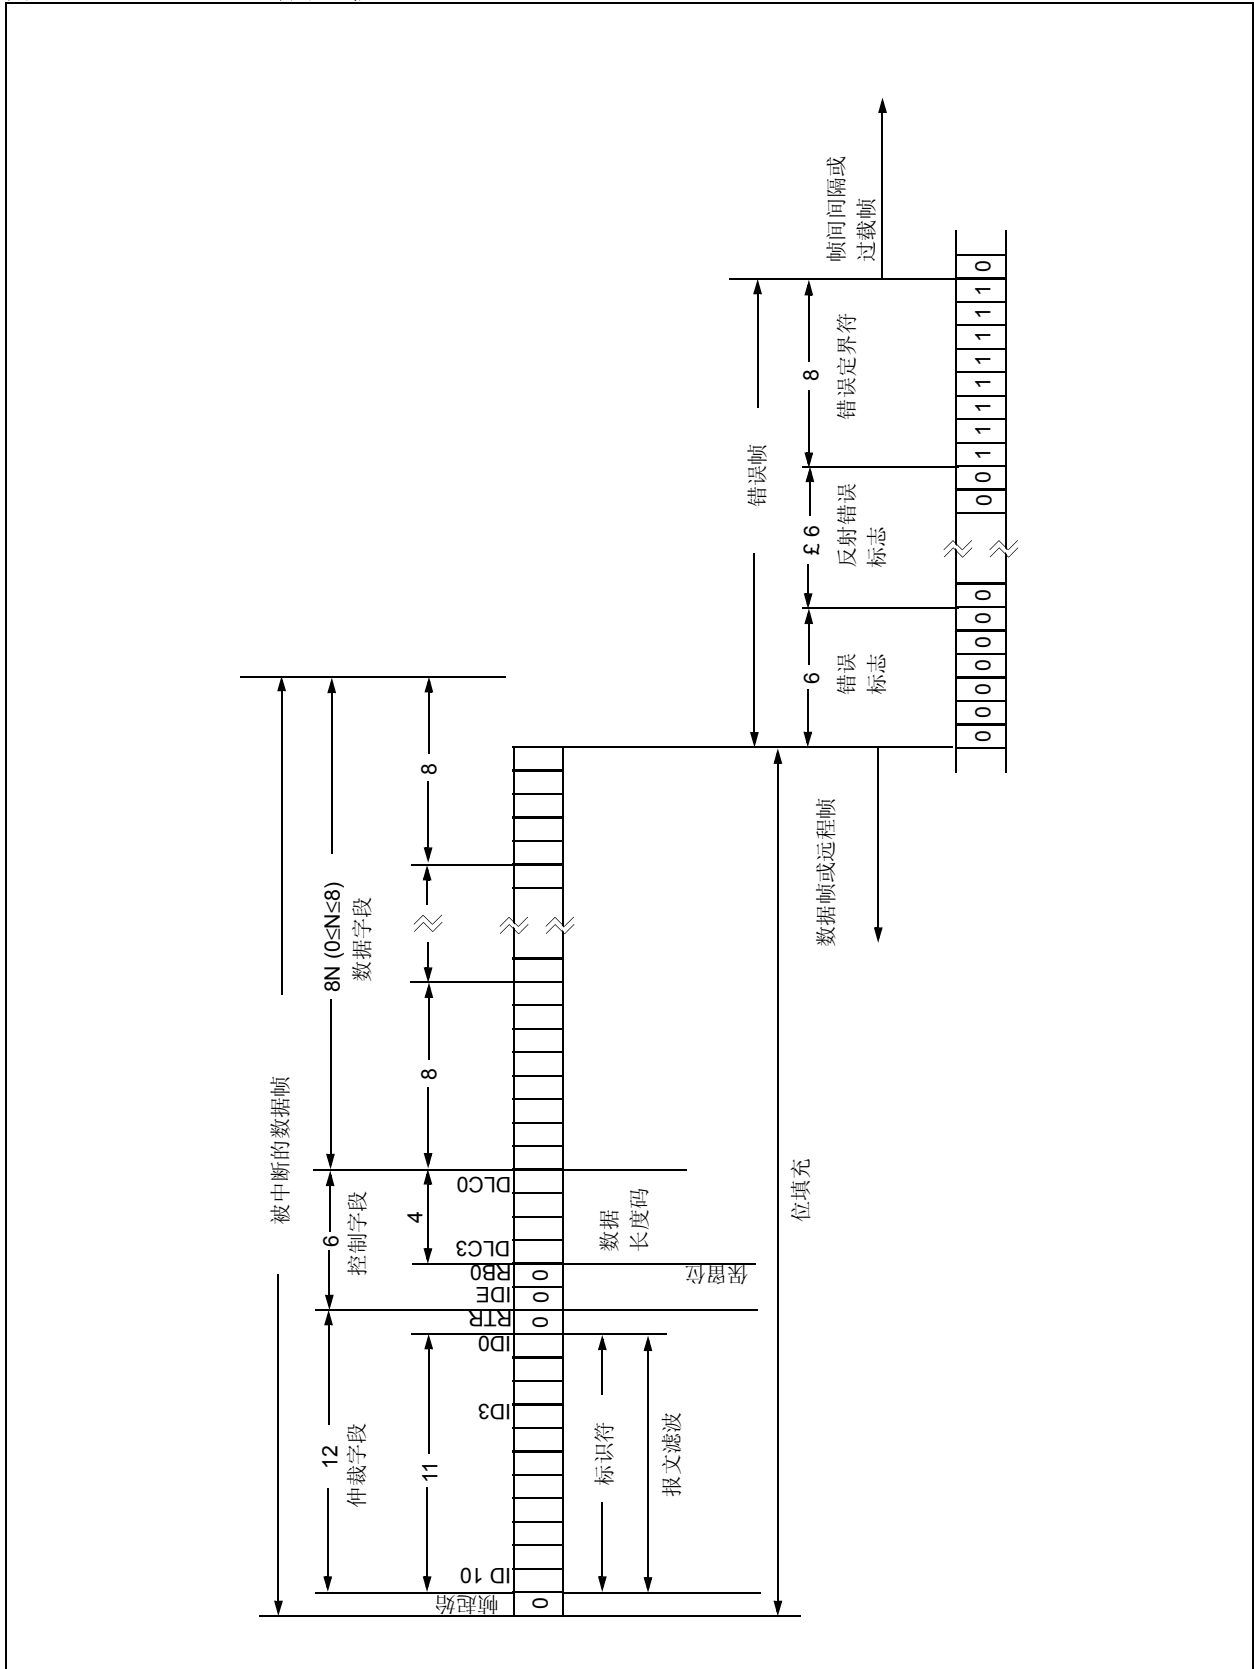 被中断的数据帧
12
仲裁字段
6
控制字段
8N (0≤N≤8)
数据字段
11
4
8
8
帧起始
ID 10
ID3
ID0
RTR
IDE
RB0
DLC3
DLC0
0
0
0
0
标识符
报文滤波
数据
长度码
保留位
位填充
数据帧或远程帧
错误帧
6
错误
标志
£ 6
反射错误
标志
8
错误定界符
帧间间隔或
过载帧
0 0 0 0 0 0 0 0 0 1 1 1 1 1 1 1 1 0